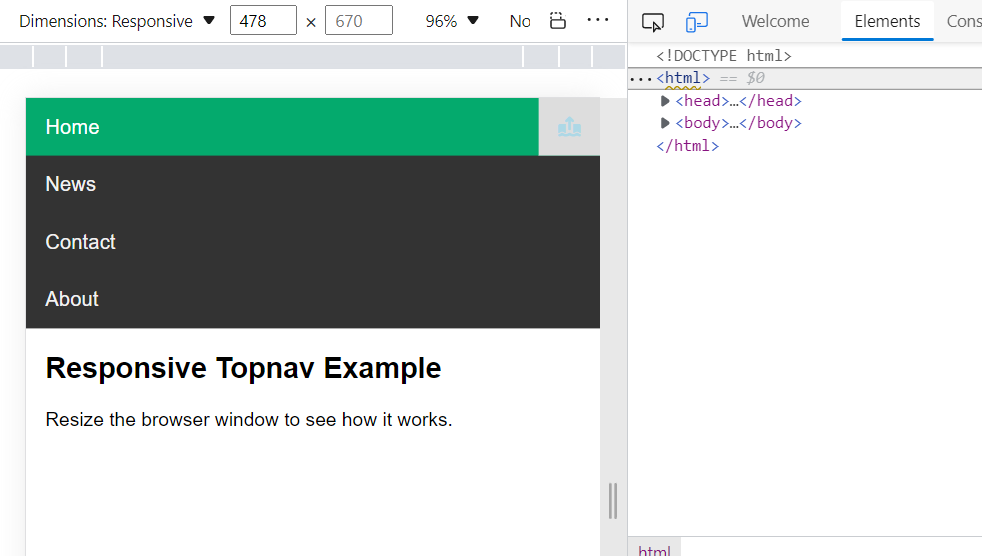 Dimensions: Responsive 478 × 670 96% No Welcome Elements Cons
<!DOCTYPE html>
<html> == $0
<head>…</head>
<body>…</body>
</html>
Home
News
Contact
About
Responsive Topnav Example
Resize the browser window to see how it works.
html